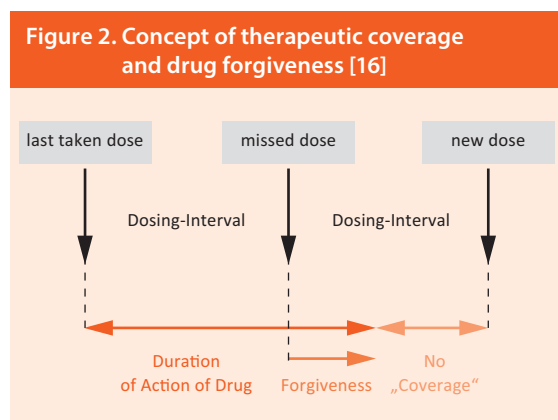 Figure 2. Concept of therapeutic coverage
and drug forgiveness [16]
last taken dose
missed dose
new dose
Dosing-Interval
Dosing-Interval
Duration
of Action of Drug
Forgiveness
No
„Coverage“